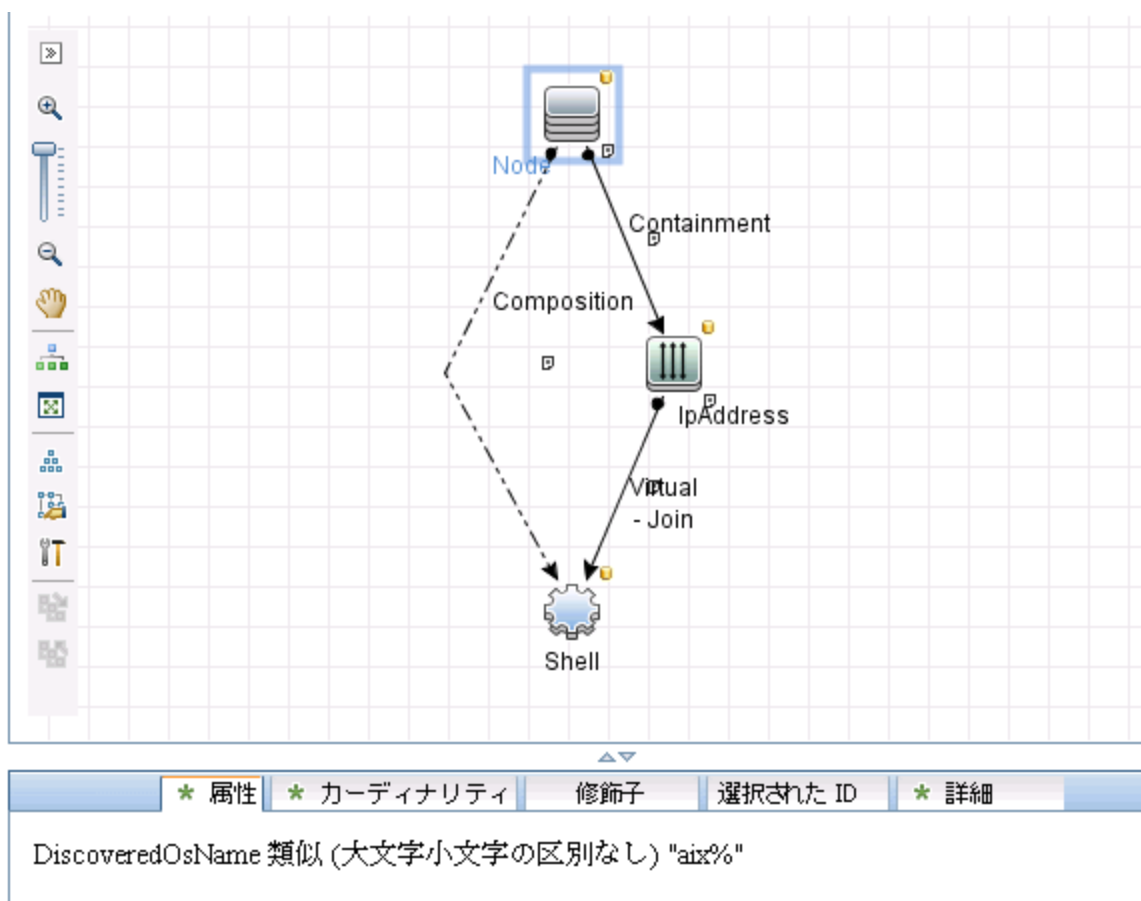 Node
Containment
Composition
IpAddress
Virtual
- Join
Shell
属性
カーディナリティ
修飾子
選択された ID
詳細
DiscoveredOsName 類似 (大文字小文字の区別なし) "aix%"